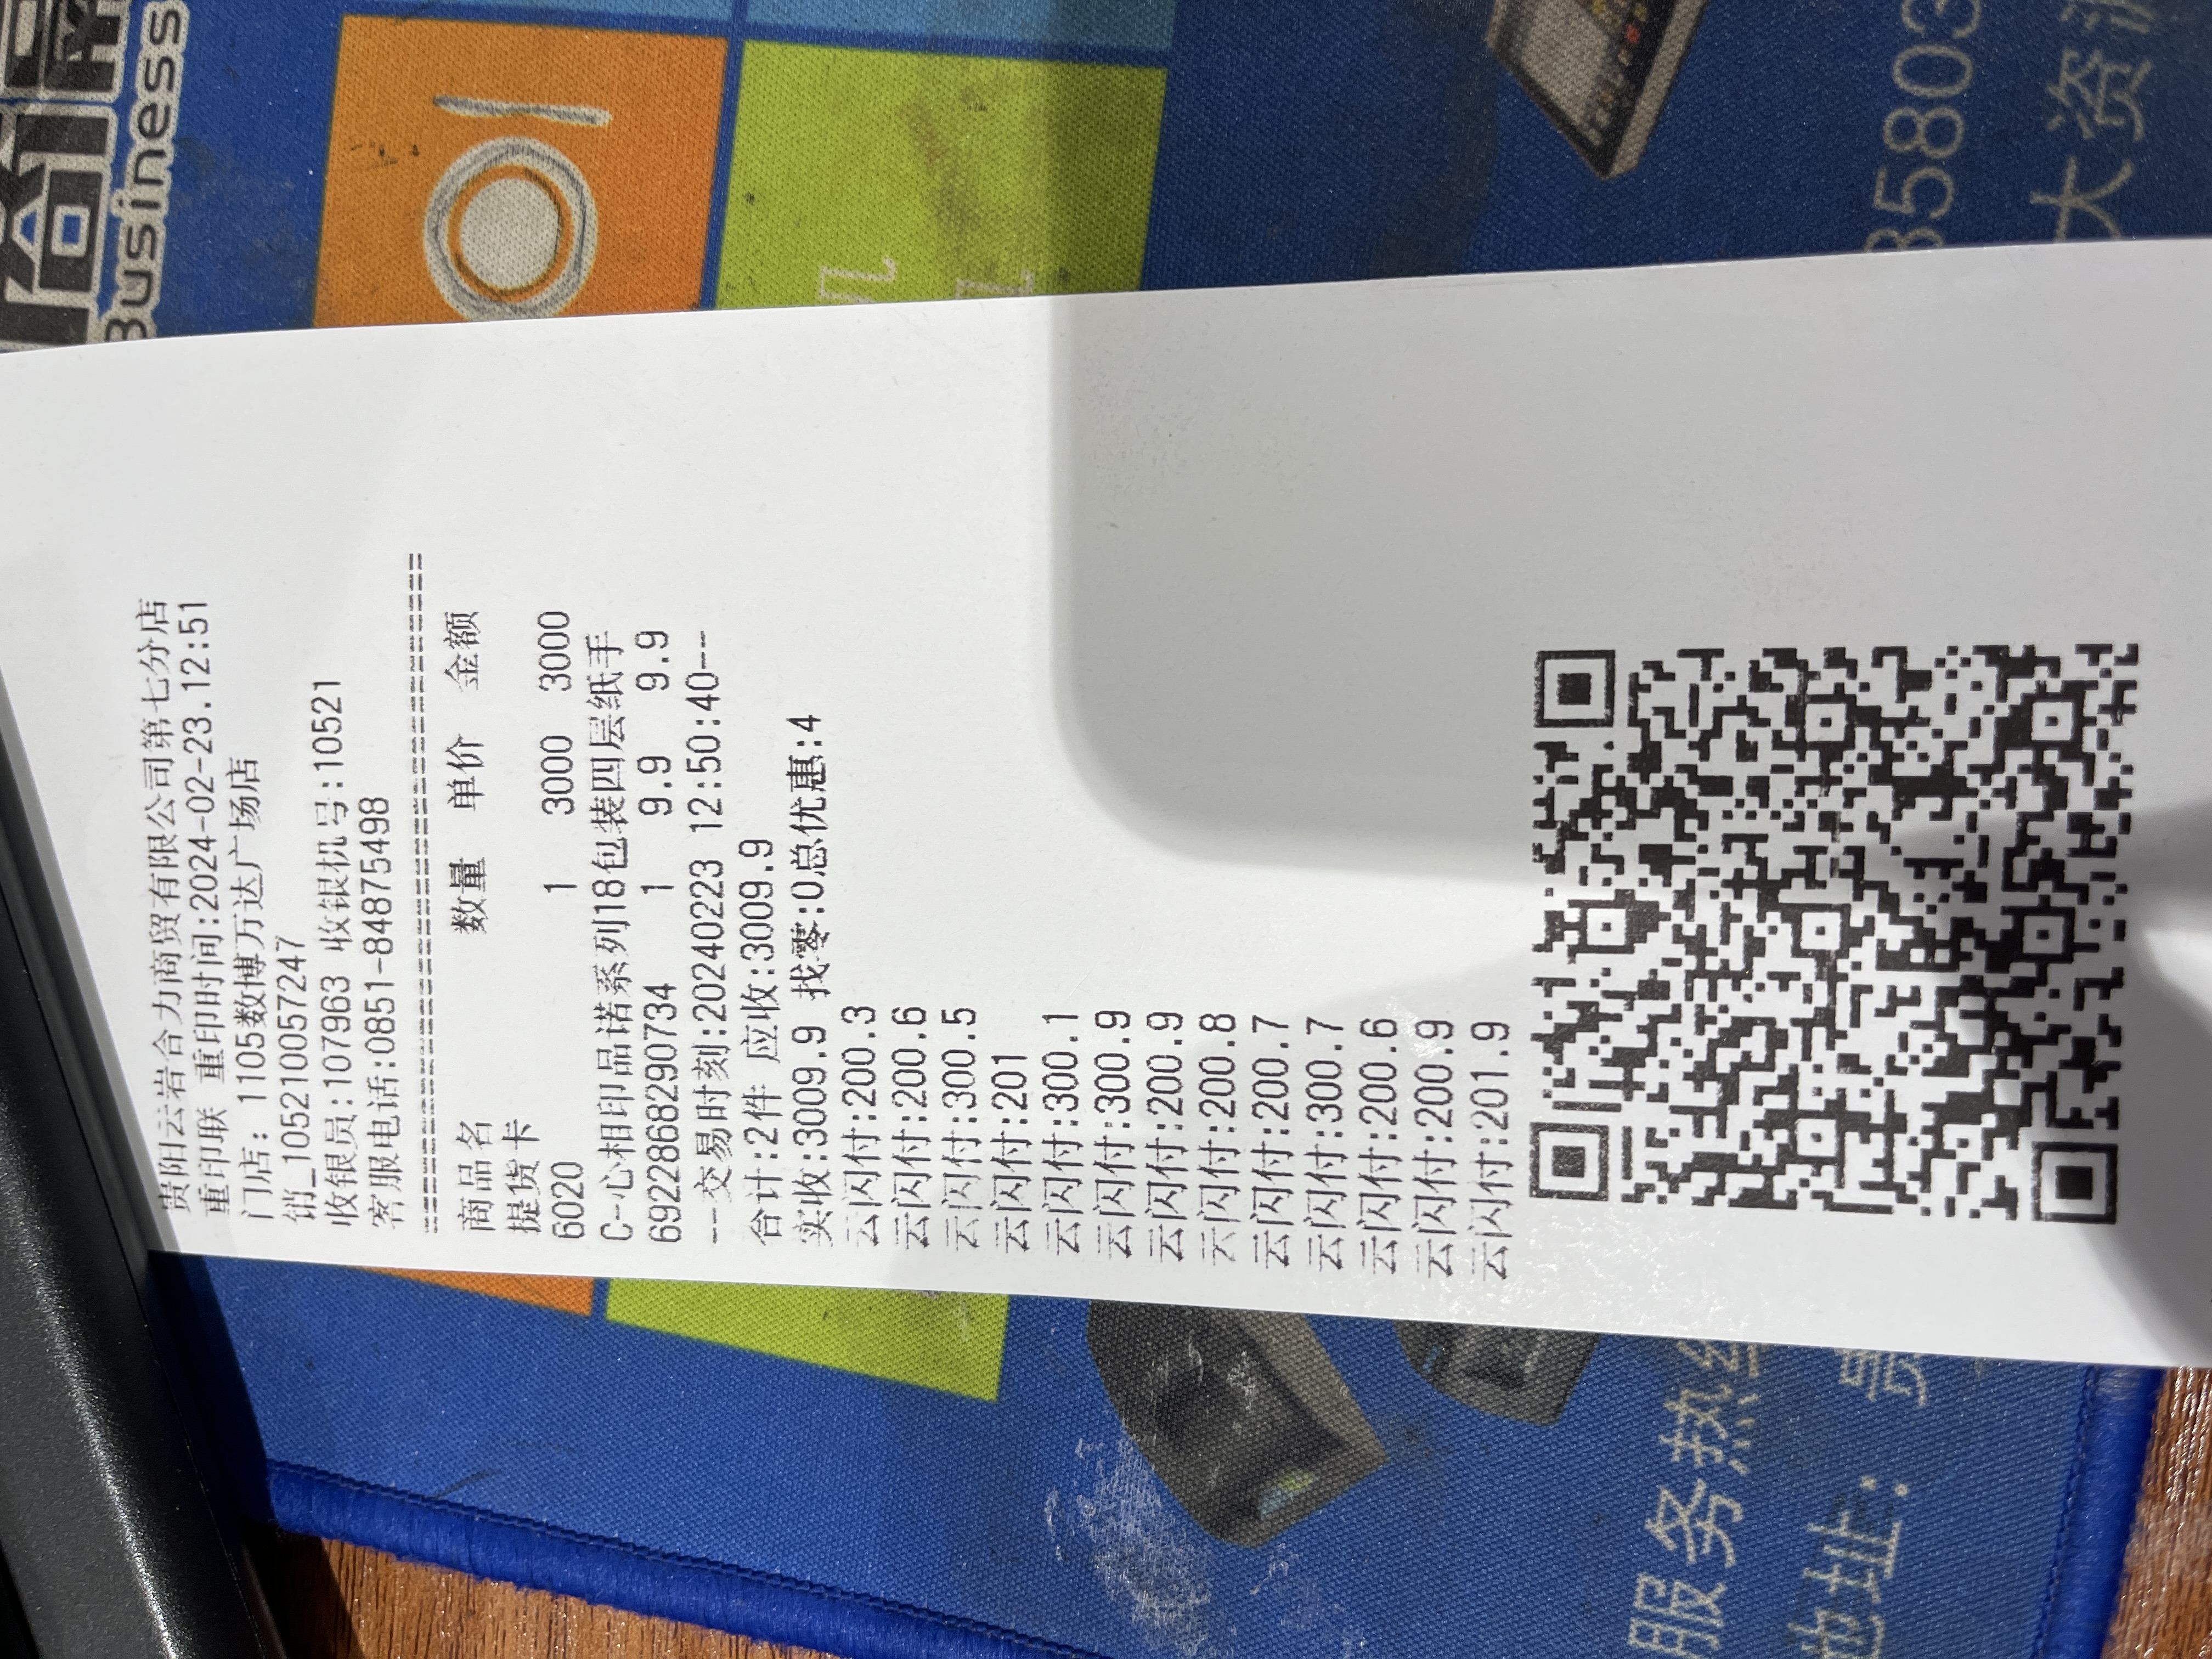 贵阳云岩合力商贸有限公司第七分店
重印联 重印时间:2024-02-23.12:51
门店: 1105数博万达广场店
销_105210057247
收银员:107963 收银机号:10521
客服电话:0851-84875498
商品名 数量 单价 金额
提货卡
6020 1 3000 3000
C-心相印品诺系列18包装四层纸手
6922868290734 1 9.9 9.9
--交易时刻:20240223 12:50:40--
合计:2件 应收:3009.9
实收:3009.9 找零:0总优惠:4
云闪付:200.3
云闪付:200.6
云闪付:300.5
云闪付:201
云闪付:300.1
云闪付:300.9
云闪付:200.9
云闪付:200.8
云闪付:200.7
云闪付:300.7
云闪付:200.6
云闪付:200.9
云闪付:201.9
Business
服务热
地址:
大资